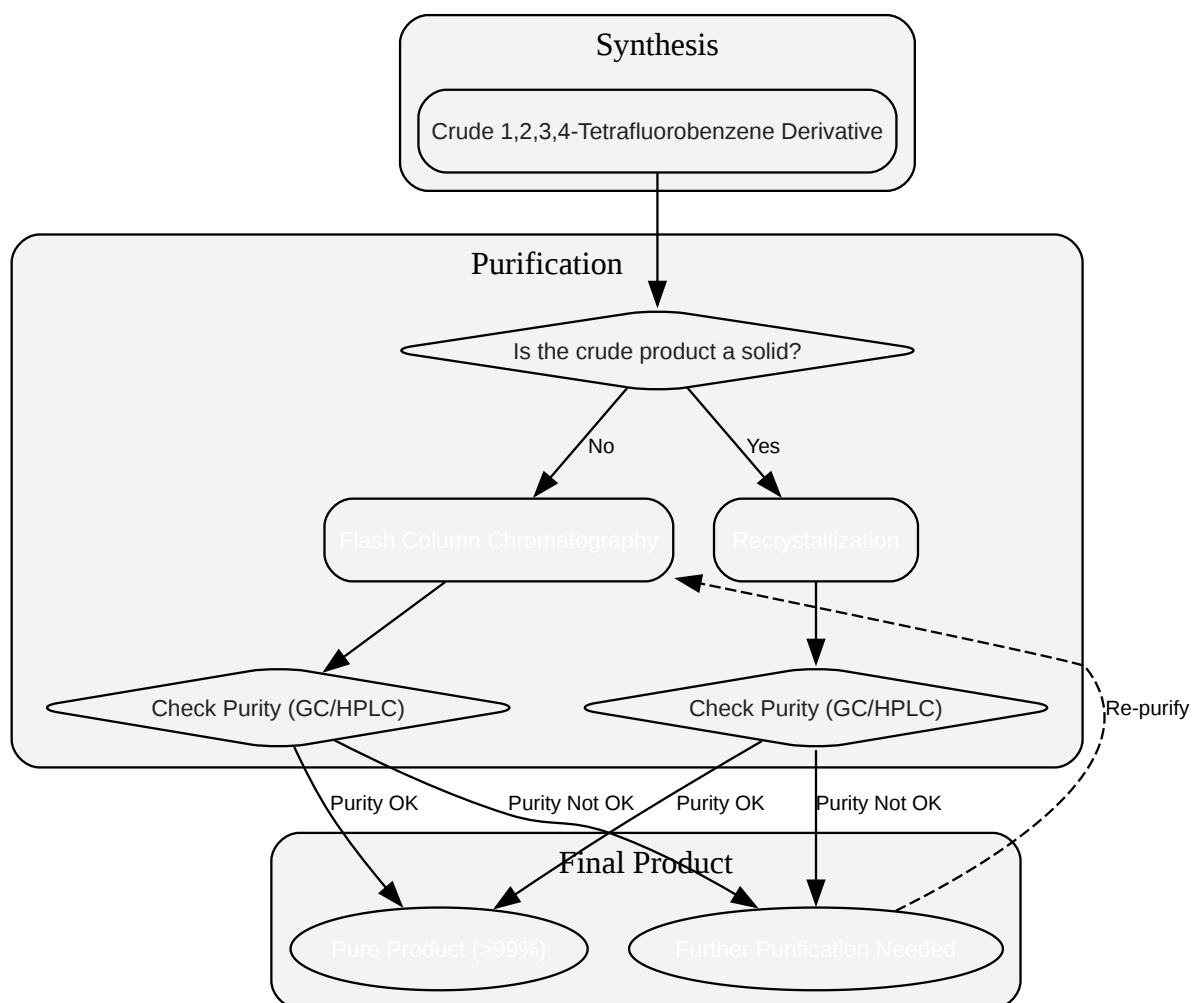 Synthesis
Crude 1,2,3,4-Tetrafluorobenzene Derivative
Purification
Is the crude product a solid?
No
Yes
Flash Column Chromatography
Recrystallization
Check Purity (GC/HPLC)
Check Purity (GC/HPLC)
Re-purify
Purity OK
Purity Not OK
Purity OK
Purity Not OK
Final Product
Pure Product (>99%)
Further Purification Needed